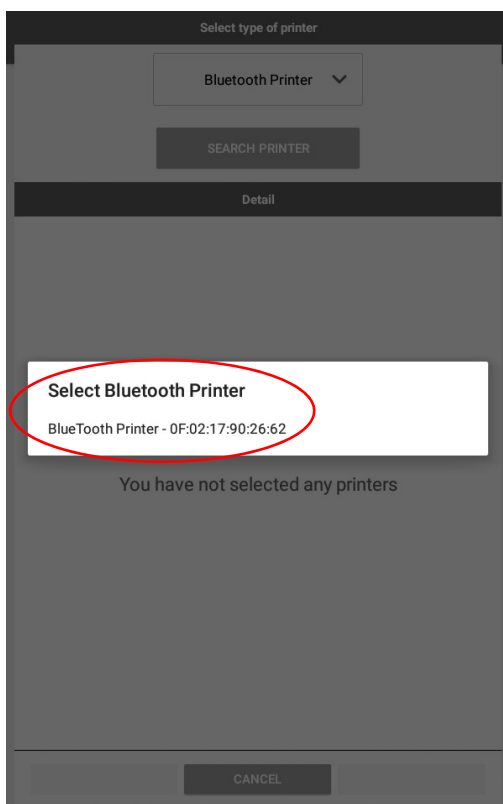 Select type of printer
Bluetooth Printer
SEARCH PRINTER
Detail
Select Bluetooth Printer
BlueTooth Printer - 0F:02:17:90:26:62
You have not selected any printers
CANCEL